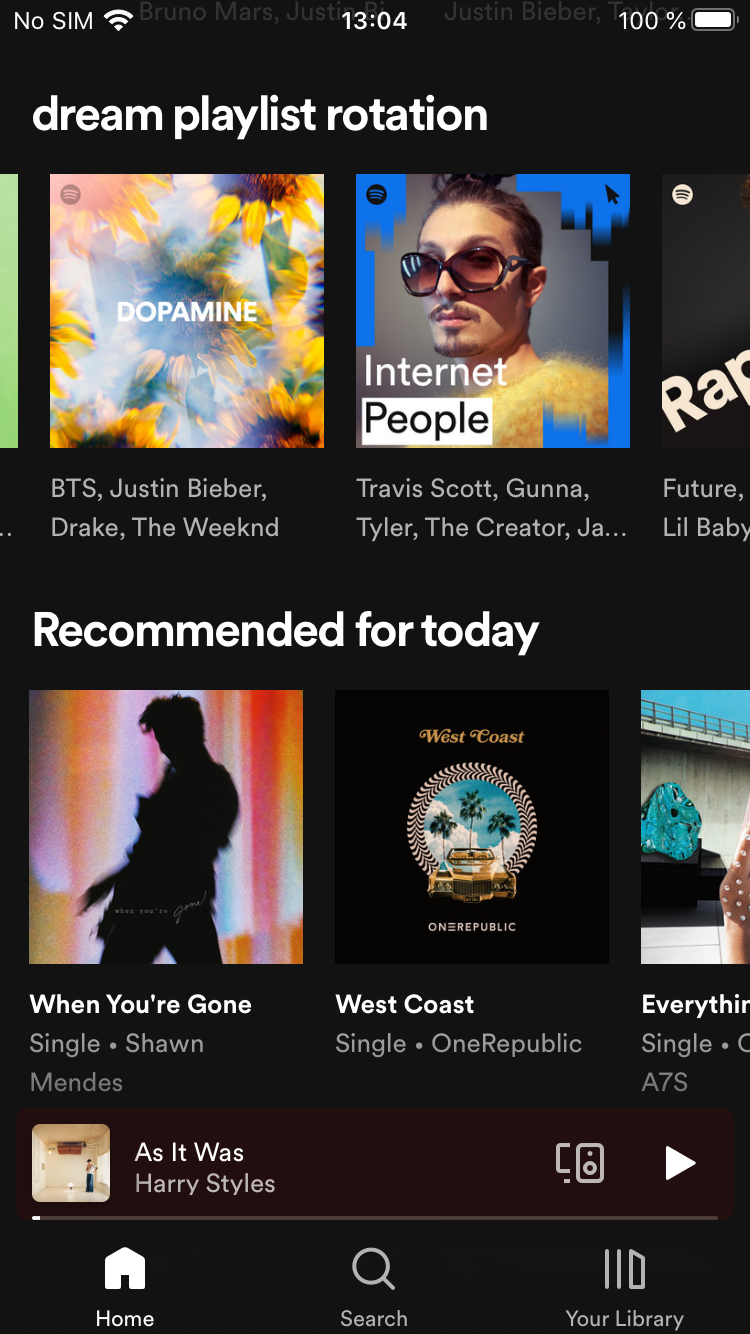 Bruno Mars, Justin Bi
Justin Bieber, Taylor
No SIM
13:04
100 %
dream playlist rotation
DOPAMINE
Internet
People
Rap
..
BTS, Justin Bieber,
Drake, The Weeknd
Travis Scott, Gunna,
Tyler, The Creator, Ja...
Future,
Lil Baby
Recommended for today
when you're gone
West Coast
ONEREPUBLIC
When You're Gone
Single • Shawn
Mendes
West Coast
Single • OneRepublic
Everythin
Single •
A7S
As It Was
Harry Styles
Home
Search
Your Library